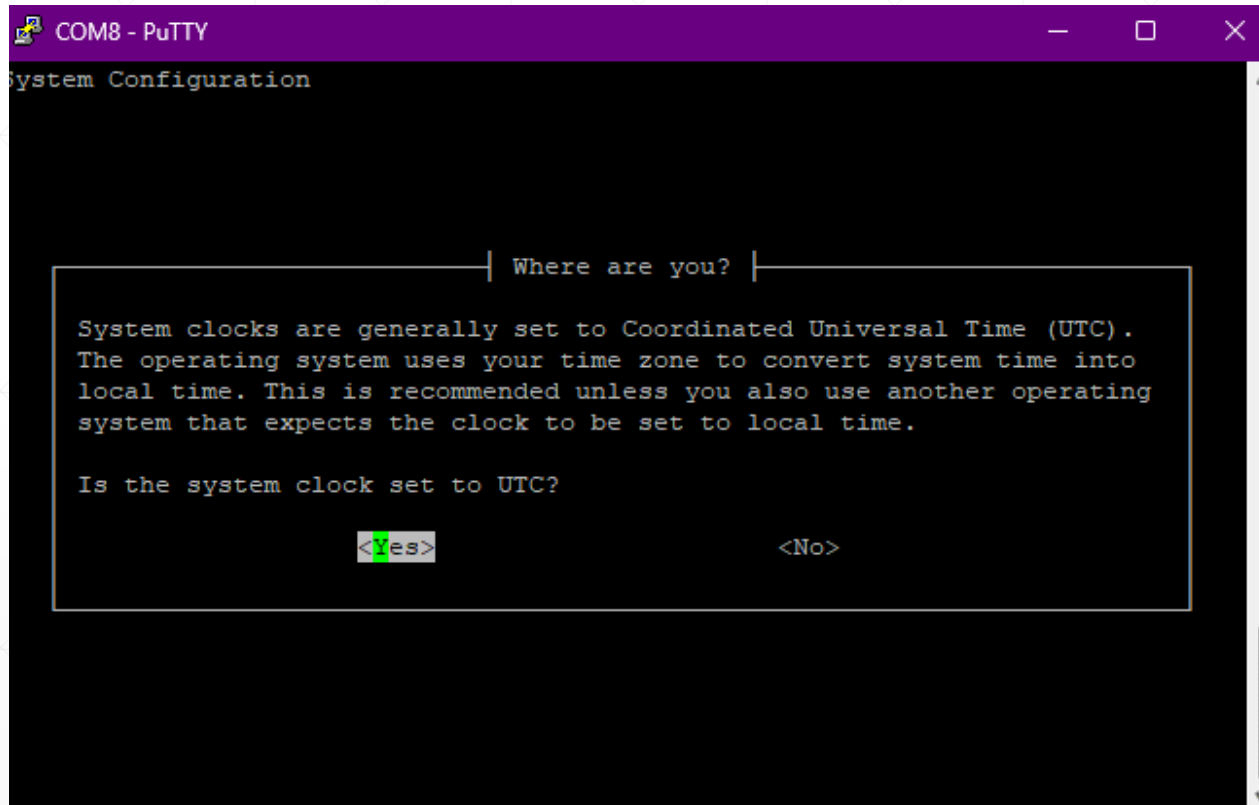 COM8 - PuTTY
System Configuration
Where are you?
System clocks are generally set to Coordinated Universal Time (UTC).
The operating system uses your time zone to convert system time into
local time. This is recommended unless you also use another operating
system that expects the clock to be set to local time.
Is the system clock set to UTC?
<Yes> <No>